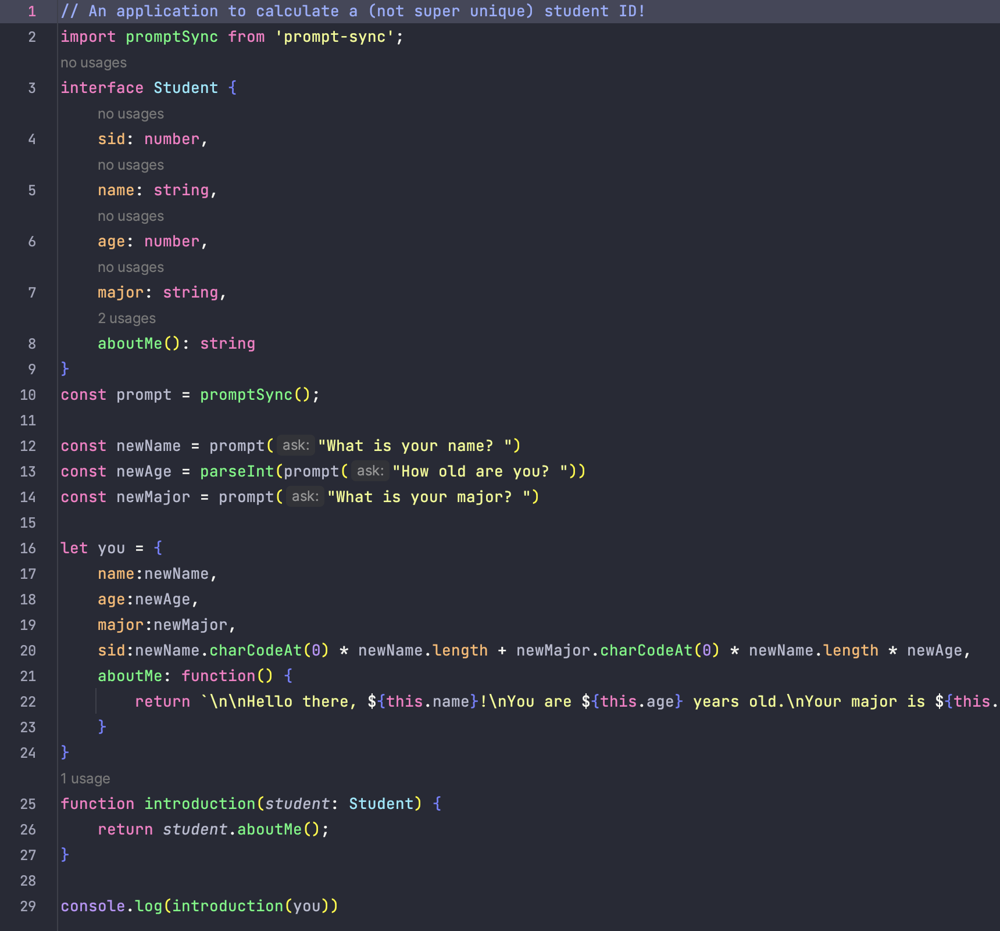 1 // An application to calculate a (not super unique) student ID!
2 import promptSync from 'prompt-sync';
no usages
3 interface Student {
no usages
4 sid: number,
no usages
5 name: string,
no usages
6 age: number,
no usages
7 major: string,
2 usages
8 aboutMe(): string
9 }
10 const prompt = promptSync();
11
12 const newName = prompt( ask: "What is your name? ")
13 const newAge = parseInt(prompt( ask: "How old are you? "))
14 const newMajor = prompt( ask: "What is your major? ")
15
16 let you = {
17 name:newName,
18 age:newAge,
19 major:newMajor,
20 sid:newName.charCodeAt(0) * newName.length + newMajor.charCodeAt(0) * newName.length * newAge,
21 aboutMe: function() {
22 return `\n\nHello there, ${this.name}!\nYou are ${this.age} years old.\nYour major is ${this.
23 }
24 }
1 usage
25 function introduction(student: Student) {
26 return student.aboutMe();
27 }
28
29 console.log(introduction(you))